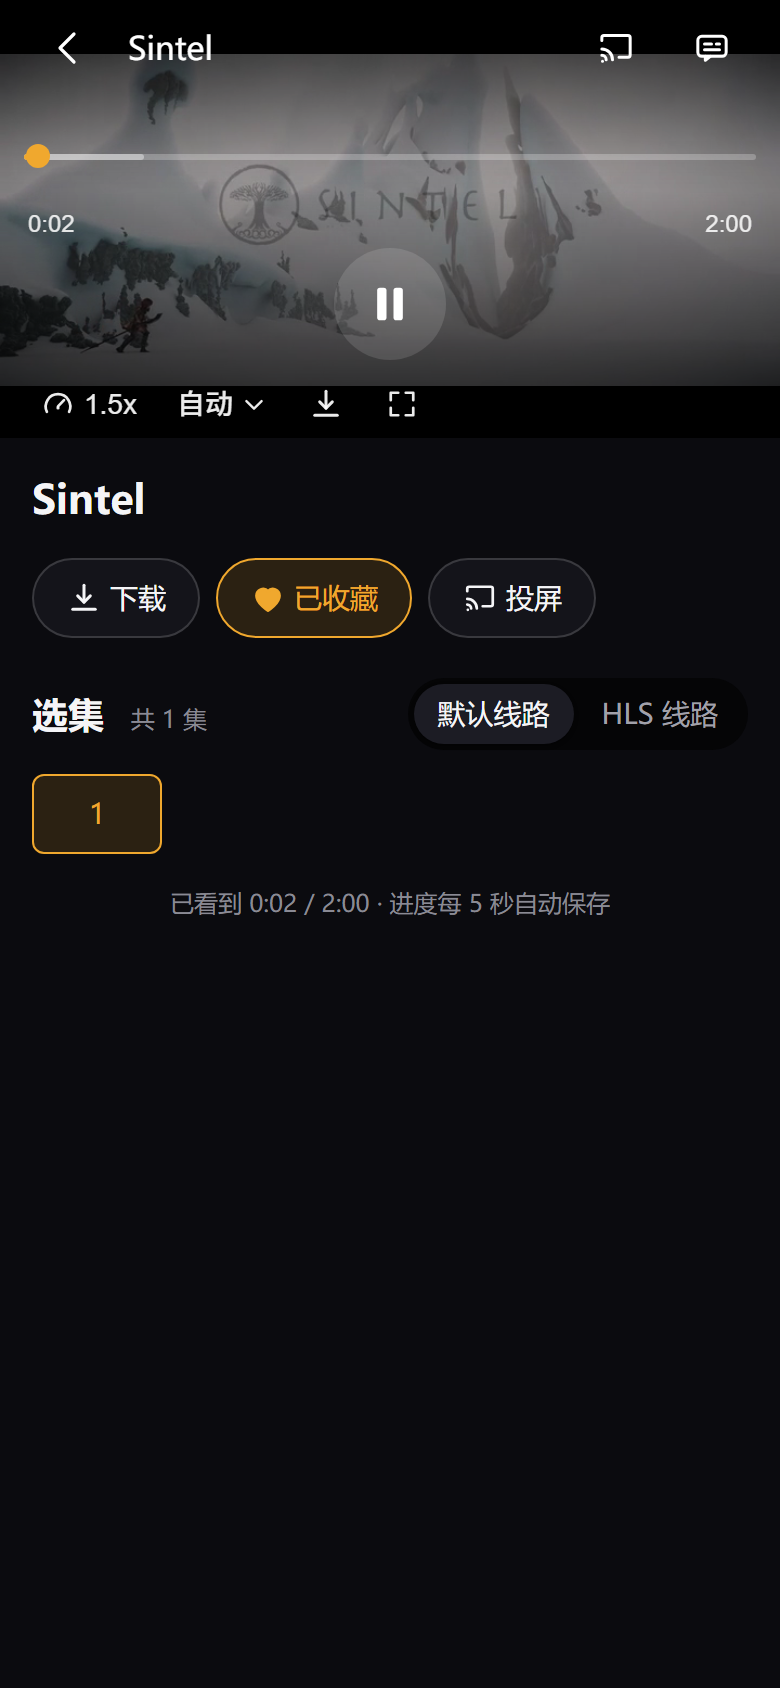 Sintel
SINTEL
0:02
2:00
1.5x
自动
Sintel
下载
已收藏
投屏
选集 共 1 集
默认线路
HLS 线路
1
已看到 0:02 / 2:00 · 进度每 5 秒自动保存